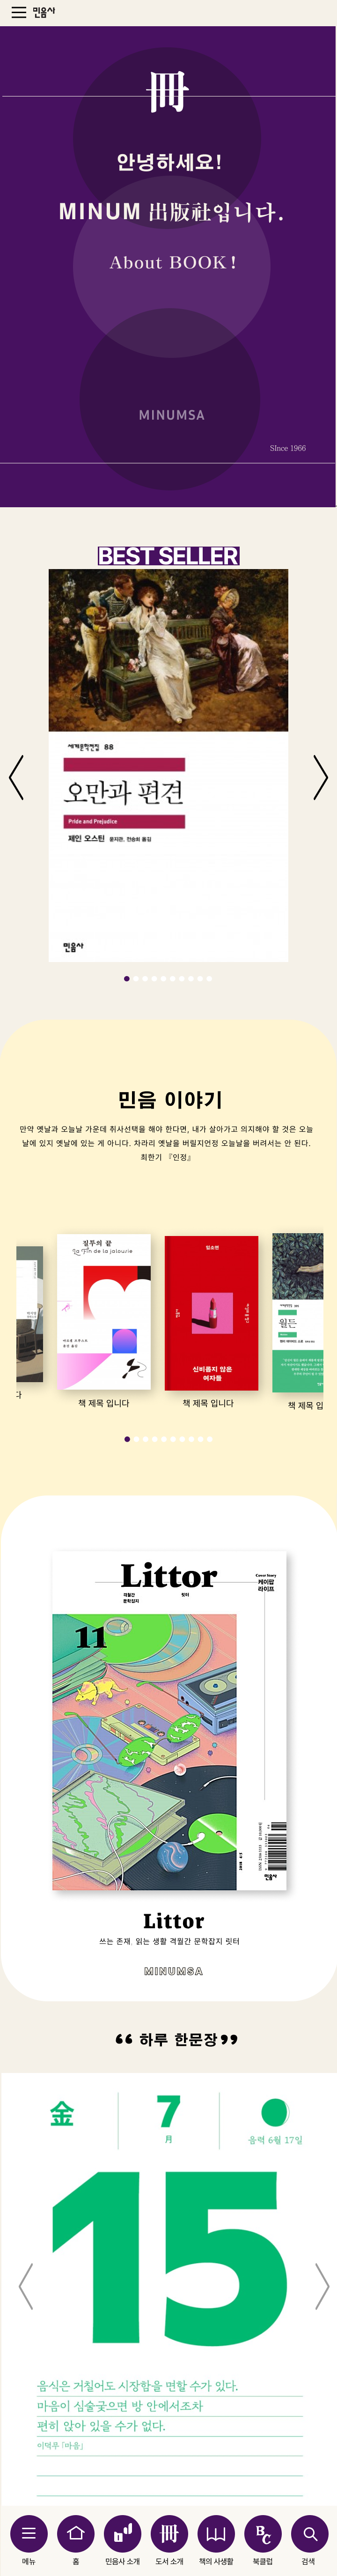 민음사
冊
안녕하세요!
MINUM 出版社입니다.
About BOOK!
MINUMSA
SInce 1966
BEST SELLER
세계문학전집 88
오만과 편견
Pride and Prejudice
제인 오스틴 윤지관, 전승희 옮김
민음사
민음 이야기
만약 옛날과 오늘날 가운데 취사선택을 해야 한다면, 내가 살아가고 의지해야 할 것은 오늘
날에 있지 옛날에 있는 게 아니다. 차라리 옛날을 버릴지언정 오늘날을 버려서는 안 된다.
최한기 『인정』
질투의 끝
La fin de la jalousie
임솔아
신비롭지 않은
여자들
월든
다
책 제목 입니다
책 제목 입니다
책 제목 입
Littor
격월간
문학잡지
릿터
Cover Story
케이팝
라이프
11
민음사
Littor
쓰는 존재. 읽는 생활 격월간 문학잡지 릿터
MINUMSA
“ 하루 한문장 ”
金
7
月
음력 6월 17일
15
음식은 거칠어도 시장함을 면할 수가 있다.
마음이 심술궂으면 방 안에서조차
편히 앉아 있을 수가 없다.
이덕무 「마음」
메뉴
홈
민음사 소개
冊
도서 소개
책의 사생활
BC
북클럽
검색